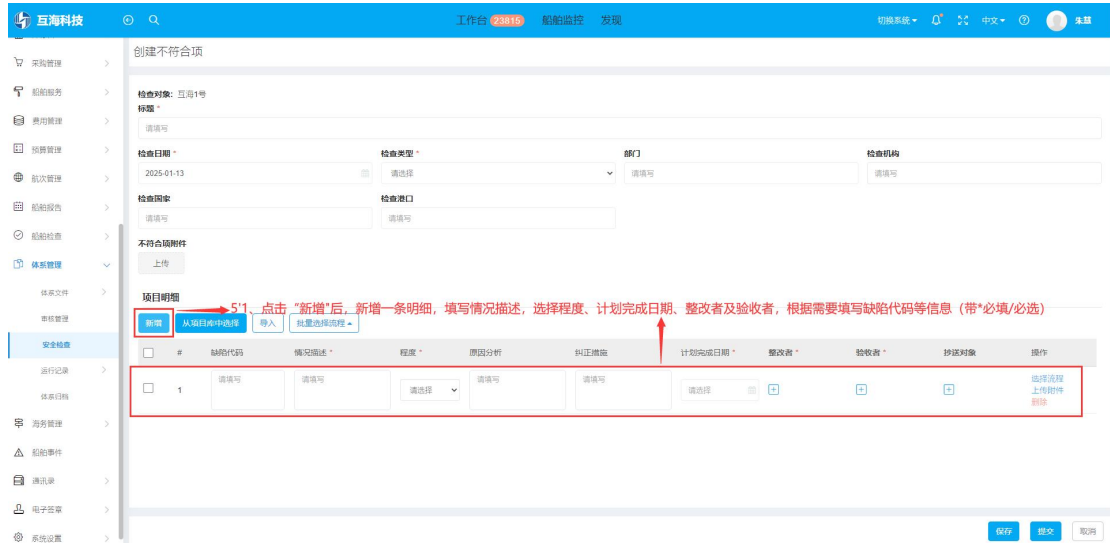 互海科技
工作台 23815 船舶监控 发现
切换系统 中文 朱慧
采购管理
船舶服务
费用管理
预算管理
航次管理
船舶报告
船舶检查
体系管理
体系文件
审核管理
安全检查
运行记录
体系归档
海务管理
船舶事件
通讯录
电子签章
系统设置
创建不符合项
检查对象: 互海1号
标题 *
请填写
检查日期 * 检查类型 * 部门 检查机构
2025-01-13 请选择 请填写 请填写
检查国家 检查港口
请填写 请填写
不符合项附件
上传
项目明细
5'1、点击“新增"后，新增一条明细，填写情况描述，选择程度、计划完成日期、整改者及验收者，根据需要填写缺陷代码等信息（带*必填/必选）
新增 从项目库中选择 导入 批量选择流程
# 缺陷代码 情况描述 * 程度 * 原因分析 纠正措施 计划完成日期 * 整改者 * 验收者 * 抄送对象 操作
1 请填写 请填写 请选择 请填写 请填写 请选择 选择流程
上传附件
删除
保存 提交 取消